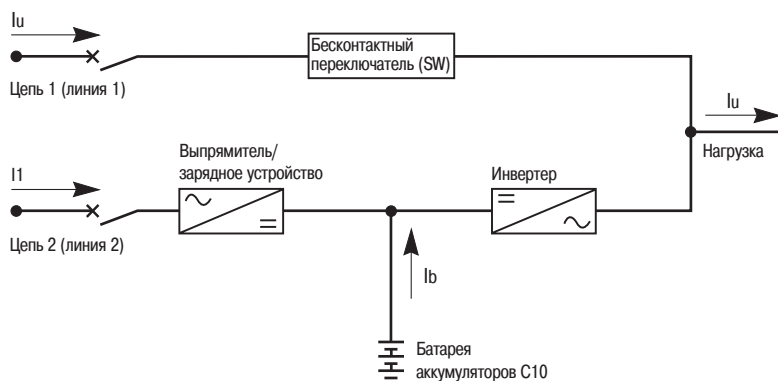 Iu
Бесконтактный
переключатель (SW)
Цепь 1 (линия 1)
Iu
Нагрузка
I1
Выпрямитель/
зарядное устройство
Инвертер
Цепь 2 (линия 2)
Ib
Батарея
аккумуляторов C10